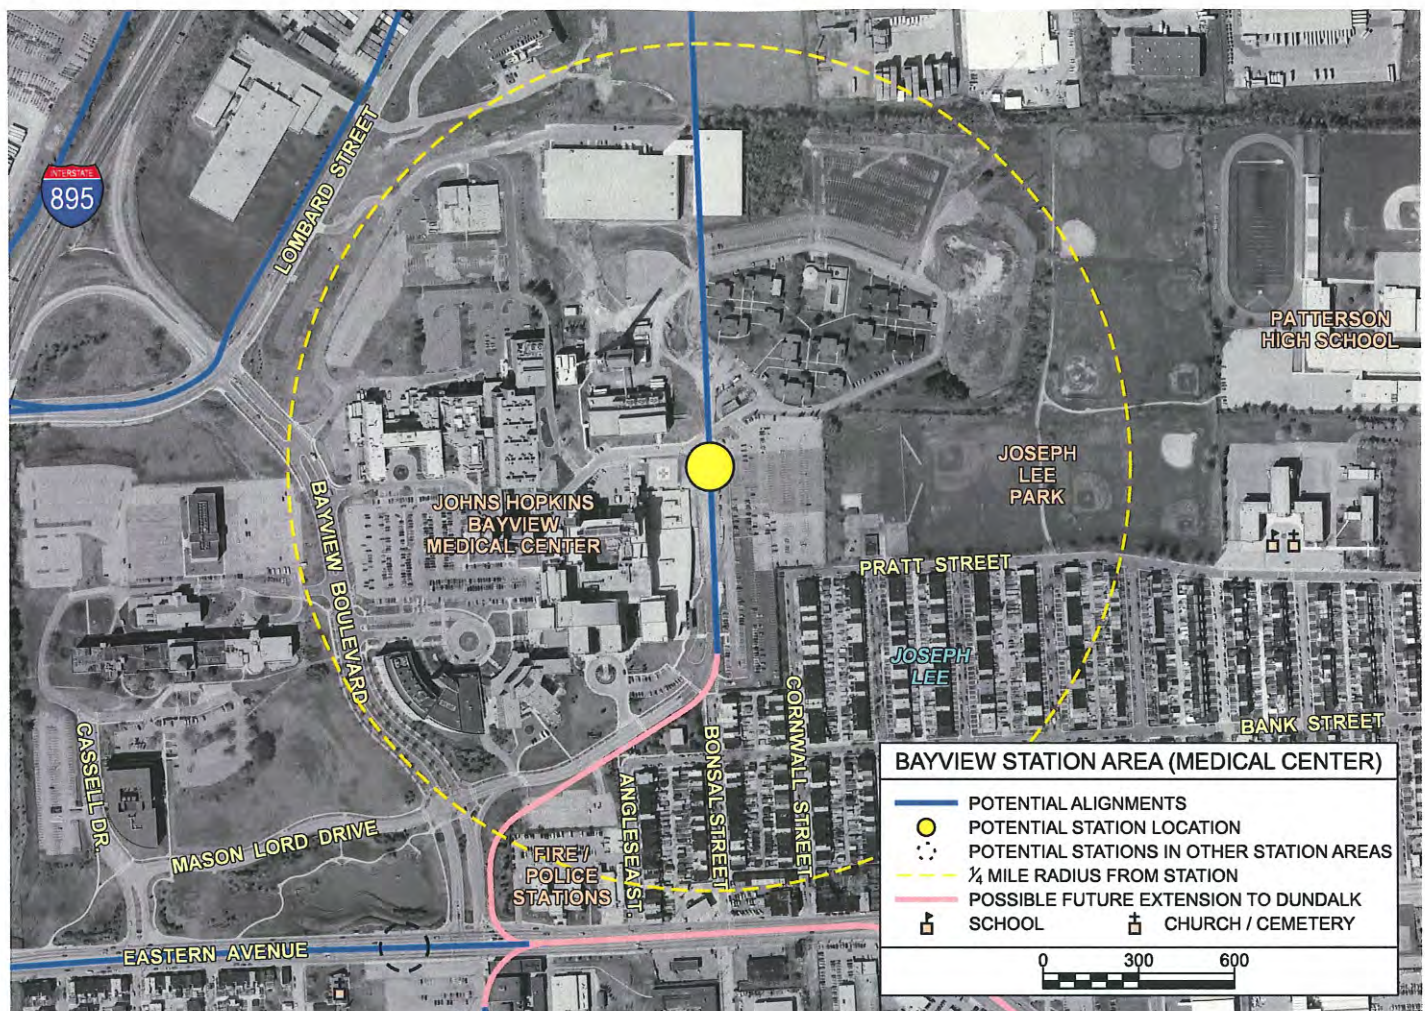 INTERSTATE
895
LOMBARD STREET
PATTERSON
HIGH SCHOOL
JOHNS HOPKINS
BAYVIEW
MEDICAL CENTER
JOSEPH
LEE
PARK
BAYVIEW BOULEVARD
PRATT STREET
JOSEPH
LEE
CASSELL DR.
MASON LORD DRIVE
ANGLESEA ST.
BONSAL STREET
CORNWALL STREET
BANK STREET
FIRE /
POLICE
STATIONS
EASTERN AVENUE
BAYVIEW STATION AREA (MEDICAL CENTER)
POTENTIAL ALIGNMENTS
POTENTIAL STATION LOCATION
POTENTIAL STATIONS IN OTHER STATION AREAS
¼ MILE RADIUS FROM STATION
POSSIBLE FUTURE EXTENSION TO DUNDALK
SCHOOL
CHURCH / CEMETERY
0 300 600